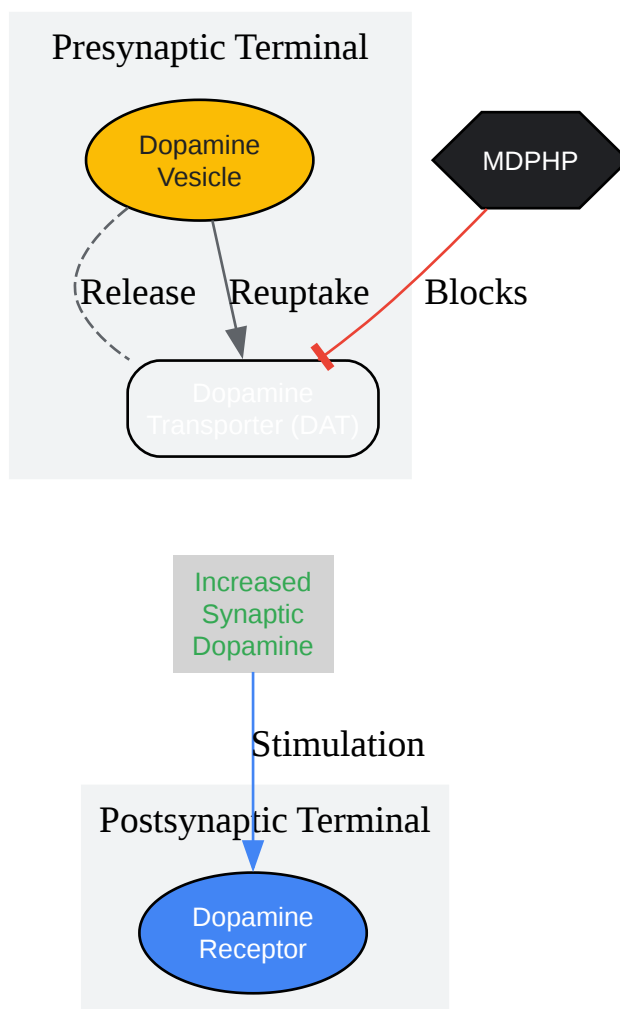 Presynaptic Terminal
Dopamine
Vesicle
MDPHP
Release
Reuptake
Blocks
Dopamine
Transporter (DAT)
Increased
Synaptic
Dopamine
Stimulation
Postsynaptic Terminal
Dopamine
Receptor